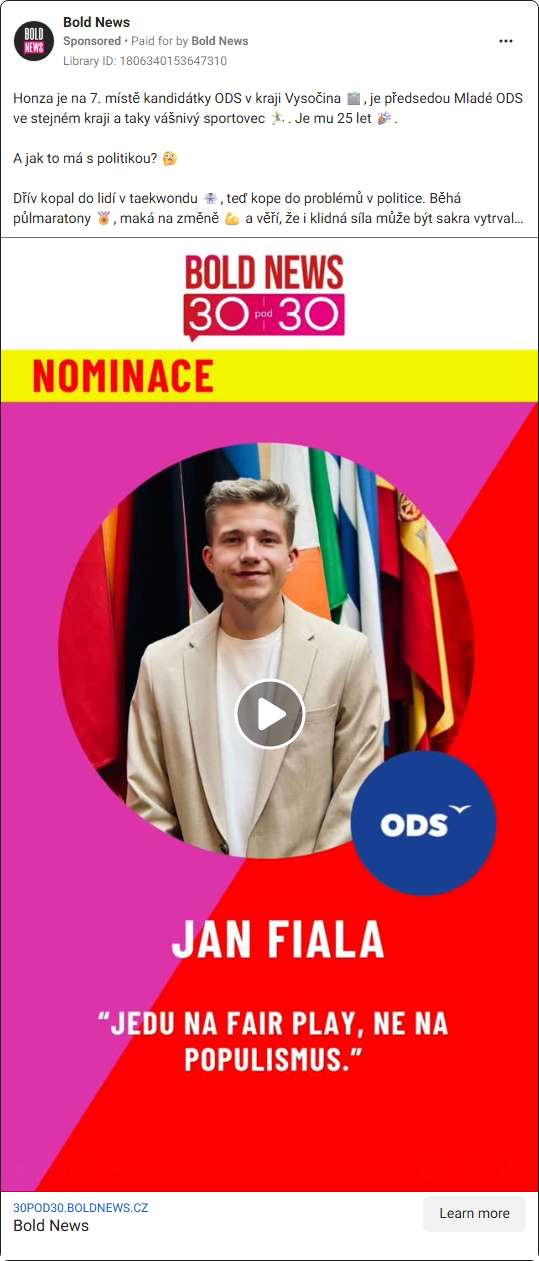 Bold News
Sponsored • Paid for by Bold News
Library ID: 1806340153647310
Honza je na 7. místě kandidátky ODS v kraji Vysočina 🏙️, je předsedou Mladé ODS
ve stejném kraji a taky vášnivý sportovec 🏃. Je mu 25 let 🎉.
A jak to má s politikou? 🤔
Dřív kopal do lidí v taekwondu 🥋, teď kope do problémů v politice. Běhá
půlmaratony 🏅, maká na změně 💪 a věří, že i klidná síla může být sakra vytrval...
BOLD NEWS
30 pod 30
NOMINACE
ODS
JAN FIALA
“JEDU NA FAIR PLAY, NE NA
POPULISMUS.”
30POD30.BOLDNEWS.CZ
Bold News
Learn more